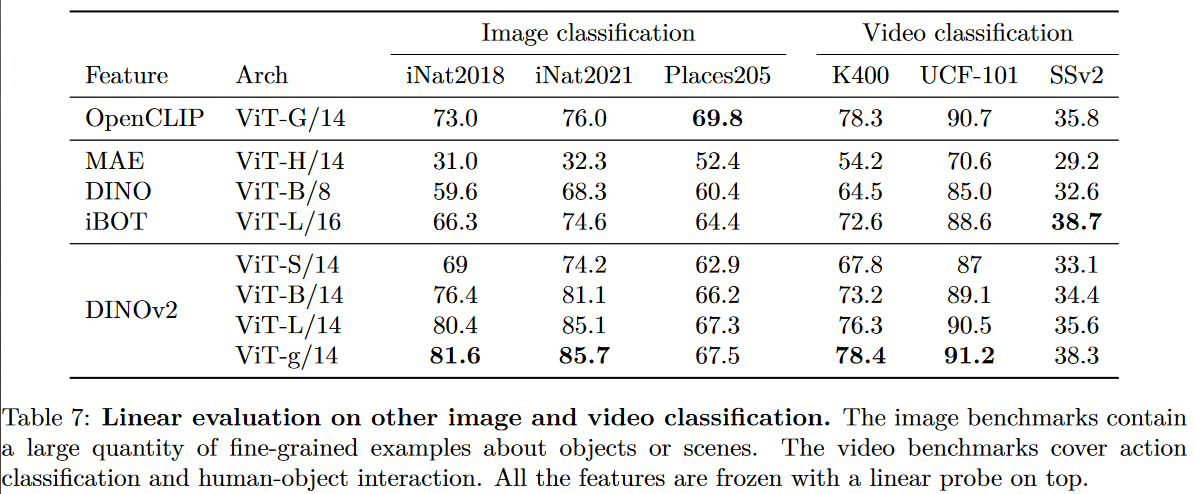 Image classification Video classification
Feature Arch iNat2018 iNat2021 Places205 K400 UCF-101 SSv2
OpenCLIP ViT-G/14 73.0 76.0 69.8 78.3 90.7 35.8
MAE ViT-H/14 31.0 32.3 52.4 54.2 70.6 29.2
DINO ViT-B/8 59.6 68.3 60.4 64.5 85.0 32.6
iBOT ViT-L/16 66.3 74.6 64.4 72.6 88.6 38.7
DINOv2
ViT-S/14 69 74.2 62.9 67.8 87 33.1
ViT-B/14 76.4 81.1 66.2 73.2 89.1 34.4
ViT-L/14 80.4 85.1 67.3 76.3 90.5 35.6
ViT-g/14 81.6 85.7 67.5 78.4 91.2 38.3
Table 7: Linear evaluation on other image and video classification. The image benchmarks contain
a large quantity of fine-grained examples about objects or scenes. The video benchmarks cover action
classification and human-object interaction. All the features are frozen with a linear probe on top.